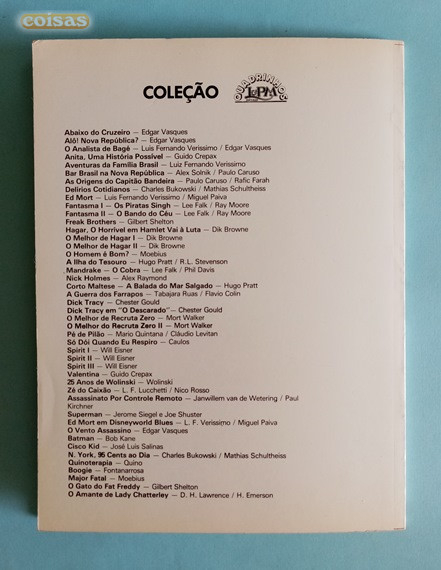 coisas
COLEÇÃO
QUADRINHOS
L&PM
Abaixo do Cruzeiro — Edgar Vasques
Alô! Nova República? — Edgar Vasques
O Analista de Bagé — Luis Fernando Verissimo / Edgar Vasques
Anita, Uma História Possível — Guido Crepax
Aventuras da Família Brasil — Luiz Fernando Verissimo
Bar Brasil na Nova República — Alex Solnik / Paulo Caruso
As Origens do Capitão Bandeira — Paulo Caruso / Rafic Farah
Delírios Cotidianos — Charles Bukowski / Mathias Schultheiss
Ed Mort — Luis Fernando Verissimo / Miguel Paiva
Fantasma I — Os Piratas Singh — Lee Falk / Ray Moore
Fantasma II — O Bando do Céu — Lee Falk / Ray Moore
Freak Brothers — Gilbert Shelton
Hagar, O Horrível em Hamlet Vai à Luta — Dik Browne
O Melhor de Hagar I — Dik Browne
O Melhor de Hagar II — Dik Browne
O Homem é Bom? — Moebius
A Ilha do Tesouro — Hugo Pratt / R.L. Stevenson
Mandrake — O Cobra — Lee Falk / Phil Davis
Nick Holmes — Alex Raymond
Corto Maltese — A Balada do Mar Salgado — Hugo Pratt
A Guerra dos Farrapos — Tabajara Ruas / Flavio Colin
Dick Tracy — Chester Gould
Dick Tracy em "O Descarado" — Chester Gould
O Melhor de Recruta Zero — Mort Walker
O Melhor do Recruta Zero II — Mort Walker
Pé de Pilão — Mario Quintana / Cláudio Levitan
Só Dói Quando Eu Respiro — Caulos
Spirit I — Will Eisner
Spirit II — Will Eisner
Spirit III — Will Eisner
Valentina — Guido Crepax
25 Anos de Wolinski — Wolinski
Zé do Caixão — L. F. Lucchetti / Nico Rosso
Assassinato Por Controle Remoto — Janwillem van de Wetering / Paul
Kirchner
Superman — Jerome Siegel e Joe Shuster
Ed Mort em Disneyworld Blues — L. F. Verissimo / Miguel Paiva
O Vento Assassino — Edgar Vasques
Batman — Bob Kane
Cisco Kid — José Luis Salinas
N. York, 95 Cents ao Dia — Charles Bukowski / Mathias Schultheiss
Quinoterapia — Quino
Boogie — Fontanarrosa
Major Fatal — Moebius
O Gato do Fat Freddy — Gilbert Shelton
O Amante de Lady Chatterley — D. H. Lawrence / H. Emerson